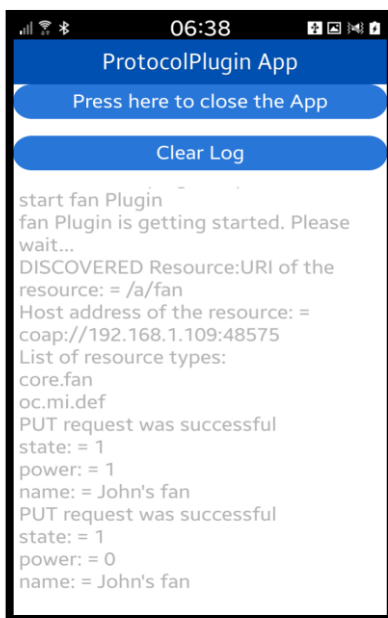 06:38
ProtocolPlugin App
Press here to close the App
Clear Log
start fan Plugin
fan Plugin is getting started. Please
wait...
DISCOVERED Resource:URI of the
resource: = /a/fan
Host address of the resource: =
coap://192.168.1.109:48575
List of resource types:
core.fan
oc.mi.def
PUT request was successful
state: = 1
power: = 1
name: = John's fan
PUT request was successful
state: = 1
power: = 0
name: = John's fan